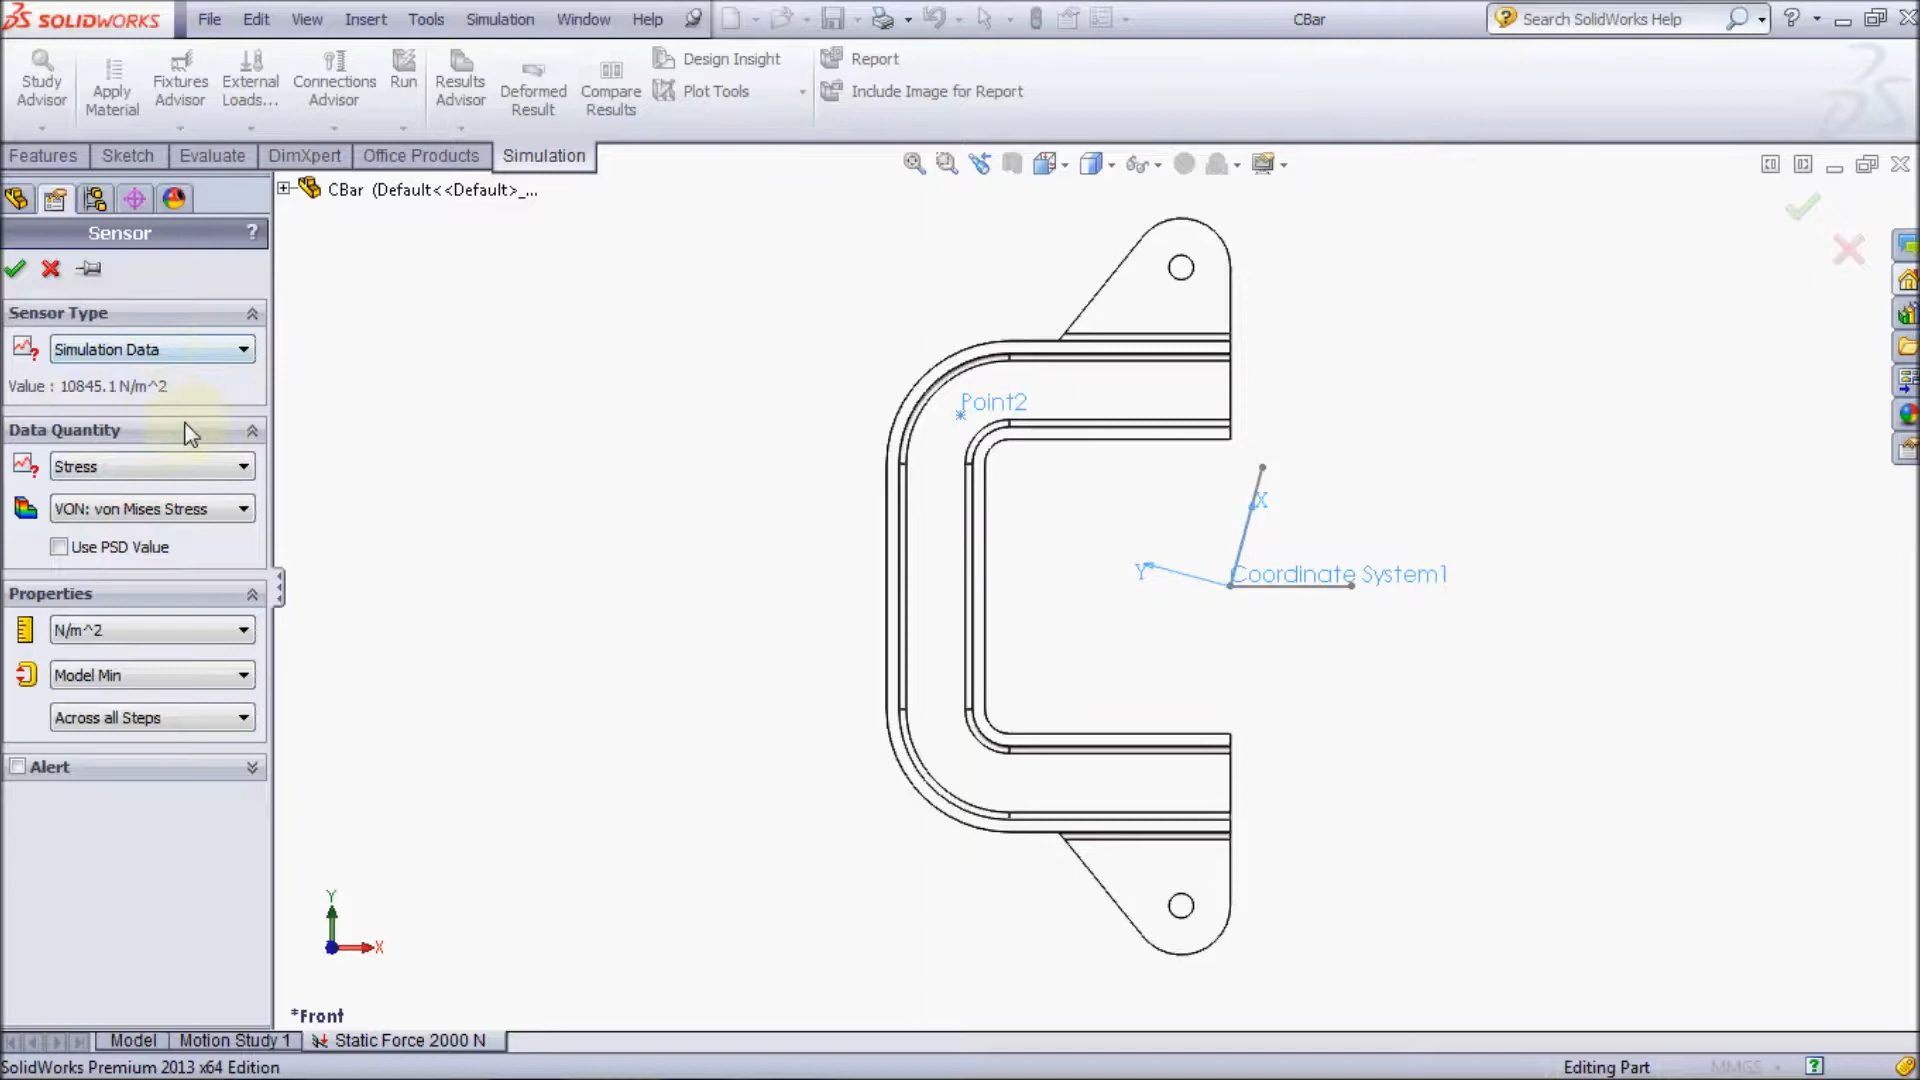 SOLIDWORKS File Edit View Insert Tools Simulation Window Help CBar Search SolidWorks Help ?
Study Advisor
Apply Material
Fixtures Advisor
External Loads...
Connections Advisor
Run
Results Advisor
Deformed Result
Compare Results
Design Insight
Plot Tools
Report
Include Image for Report
Features Sketch Evaluate DimXpert Office Products Simulation
CBar (Default<<Default>_...
Sensor ?
Sensor Type
Simulation Data
Value : 10845.1 N/m^2
Data Quantity
Stress
VON: von Mises Stress
Use PSD Value
Properties
N/m^2
Model Min
Across all Steps
Alert
Point2
X
Y
Coordinate System1
Y
X
*Front
Model Motion Study 1 Static Force 2000 N
SolidWorks Premium 2013 x64 Edition Editing Part MMGS ?